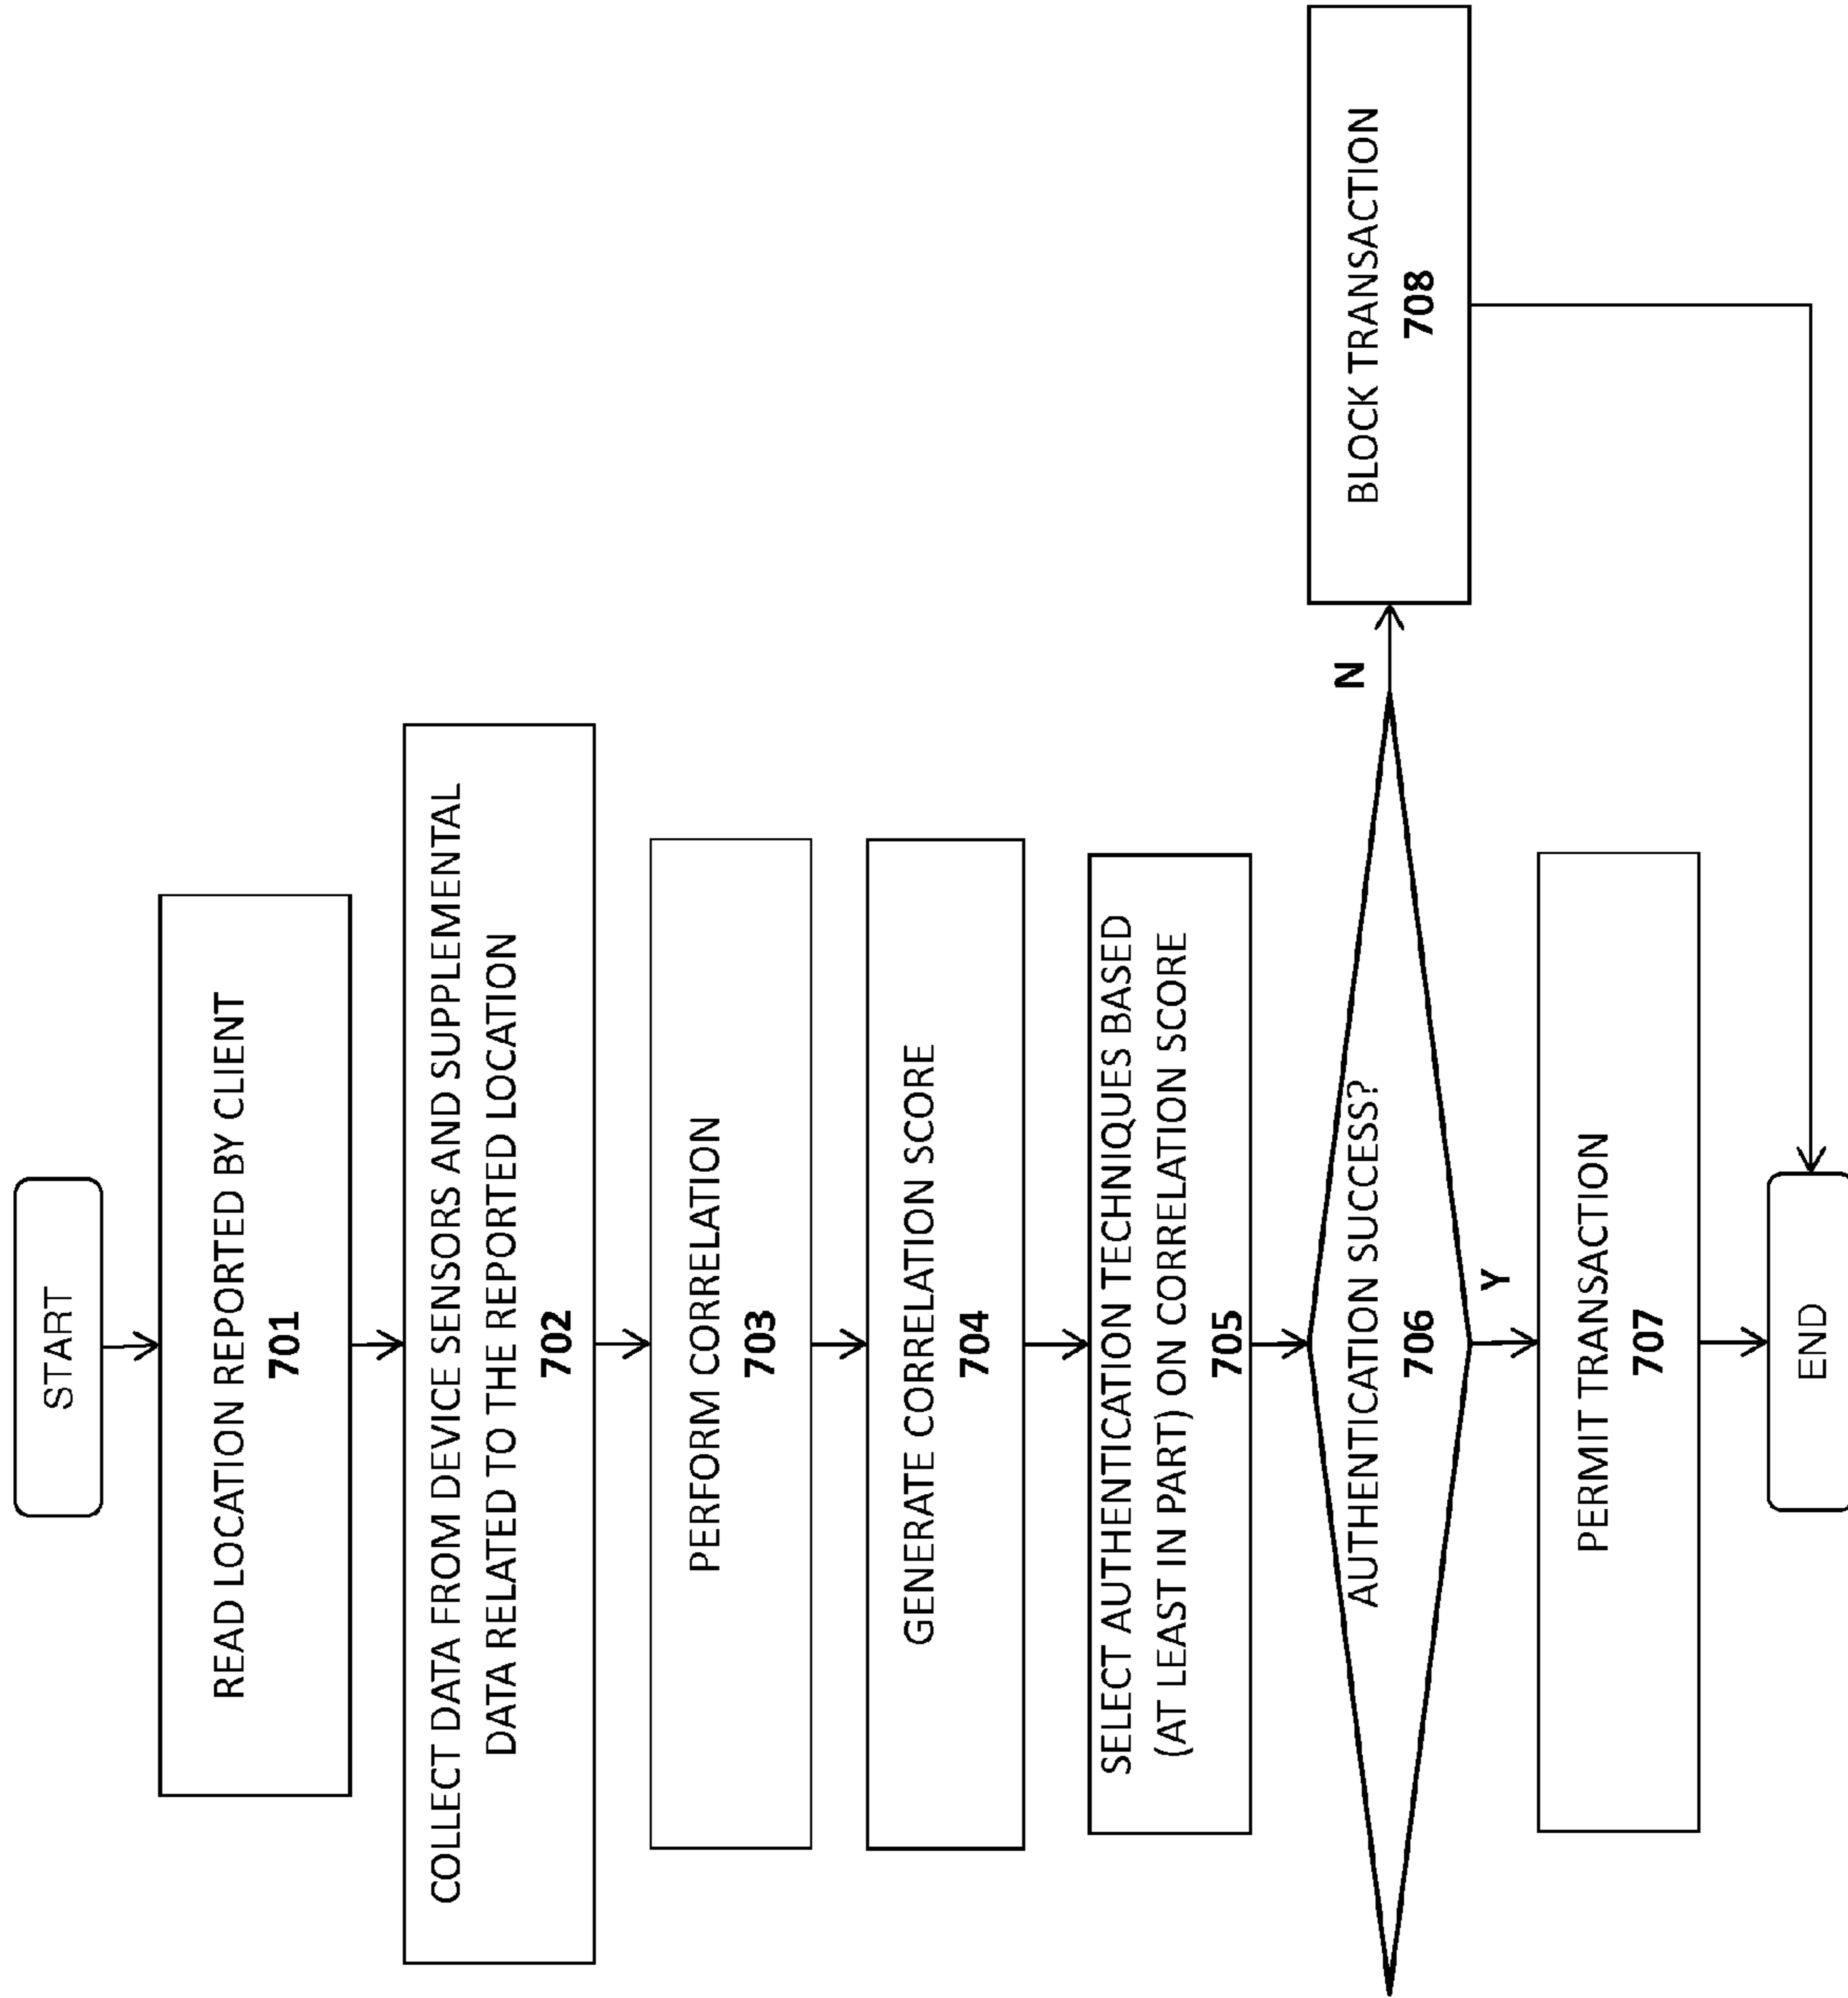 START
READ LOCATION REPORTED BY CLIENT
701
COLLECT DATA FROM DEVICE SENSORS AND SUPPLEMENTAL
DATA RELATED TO THE REPORTED LOCATION
702
PERFORM CORRELATION
703
GENERATE CORRELATION SCORE
704
SELECT AUTHENTICATION TECHNIQUES BASED
(AT LEAST IN PART) ON CORRELATION SCORE
705
AUTHENTICATION SUCCESS?
706
N
BLOCK TRANSACTION
708
Y
PERMIT TRANSACTION
707
END